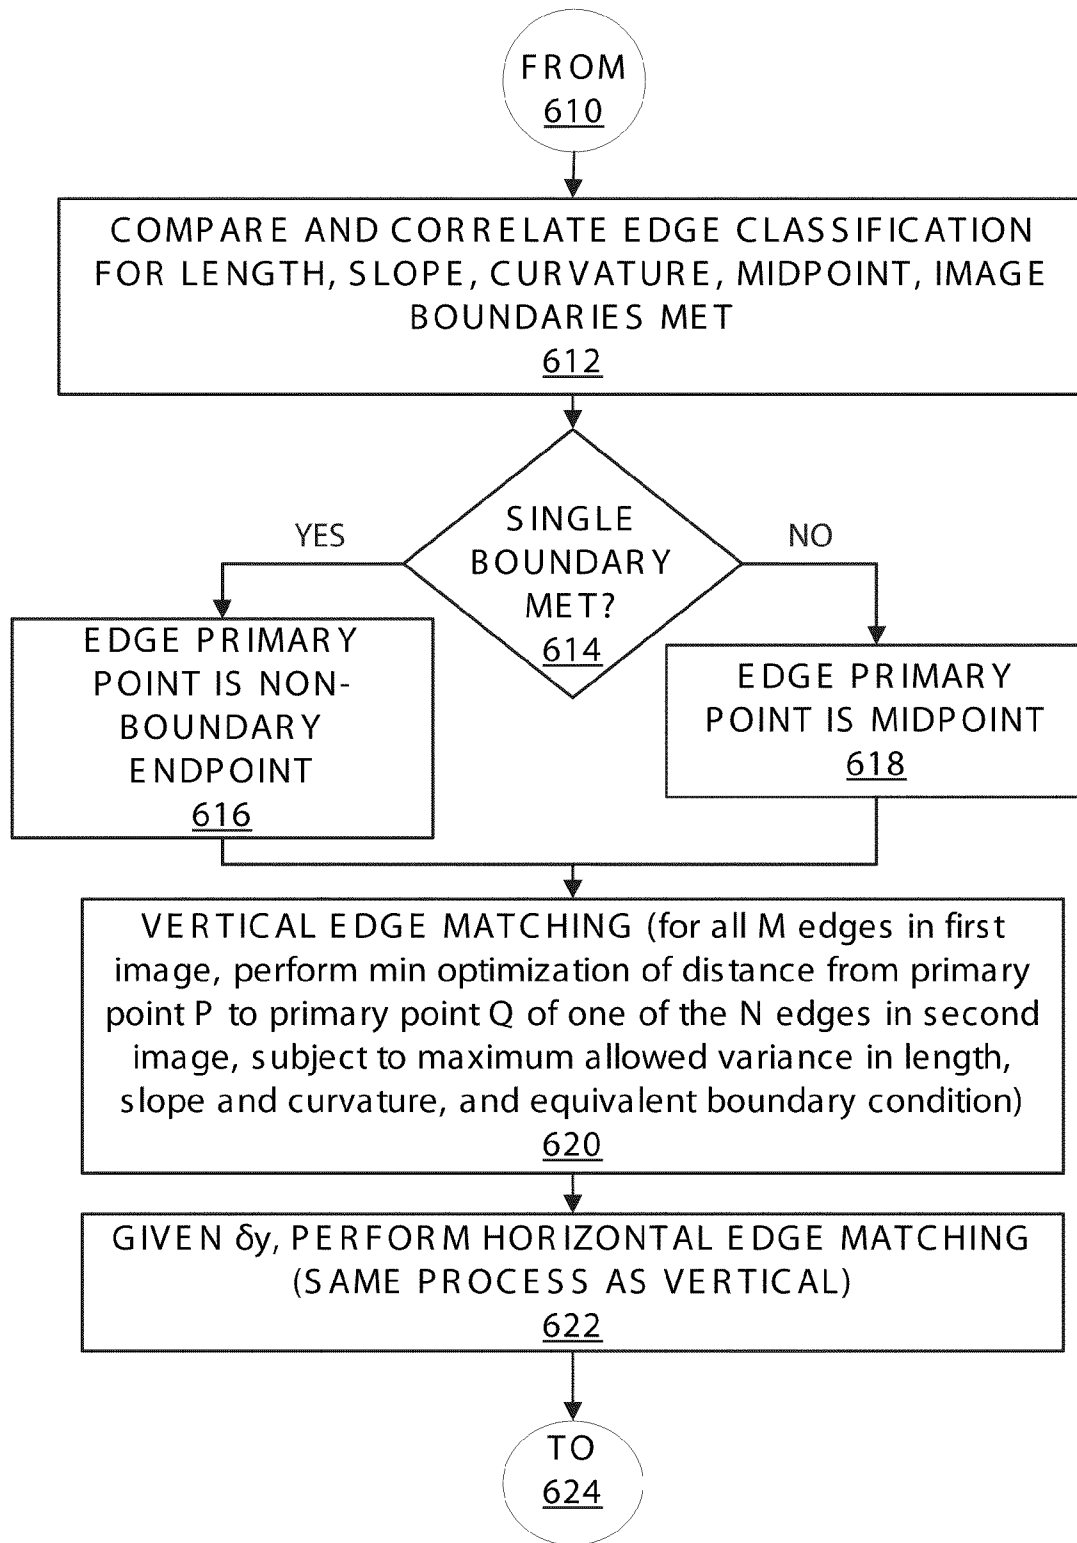 FROM
610
COMPARE AND CORRELATE EDGE CLASSIFICATION
FOR LENGTH, SLOPE, CURVATURE, MIDPOINT, IMAGE
BOUNDARIES MET
612
SINGLE
BOUNDARY
MET?
614
YES
NO
EDGE PRIMARY
POINT IS NON-
BOUNDARY
ENDPOINT
616
EDGE PRIMARY
POINT IS MIDPOINT
618
VERTICAL EDGE MATCHING (for all M edges in first
image, perform min optimization of distance from primary
point P to primary point Q of one of the N edges in second
image, subject to maximum allowed variance in length,
slope and curvature, and equivalent boundary condition)
620
GIVEN δy, PERFORM HORIZONTAL EDGE MATCHING
(SAME PROCESS AS VERTICAL)
622
TO
624